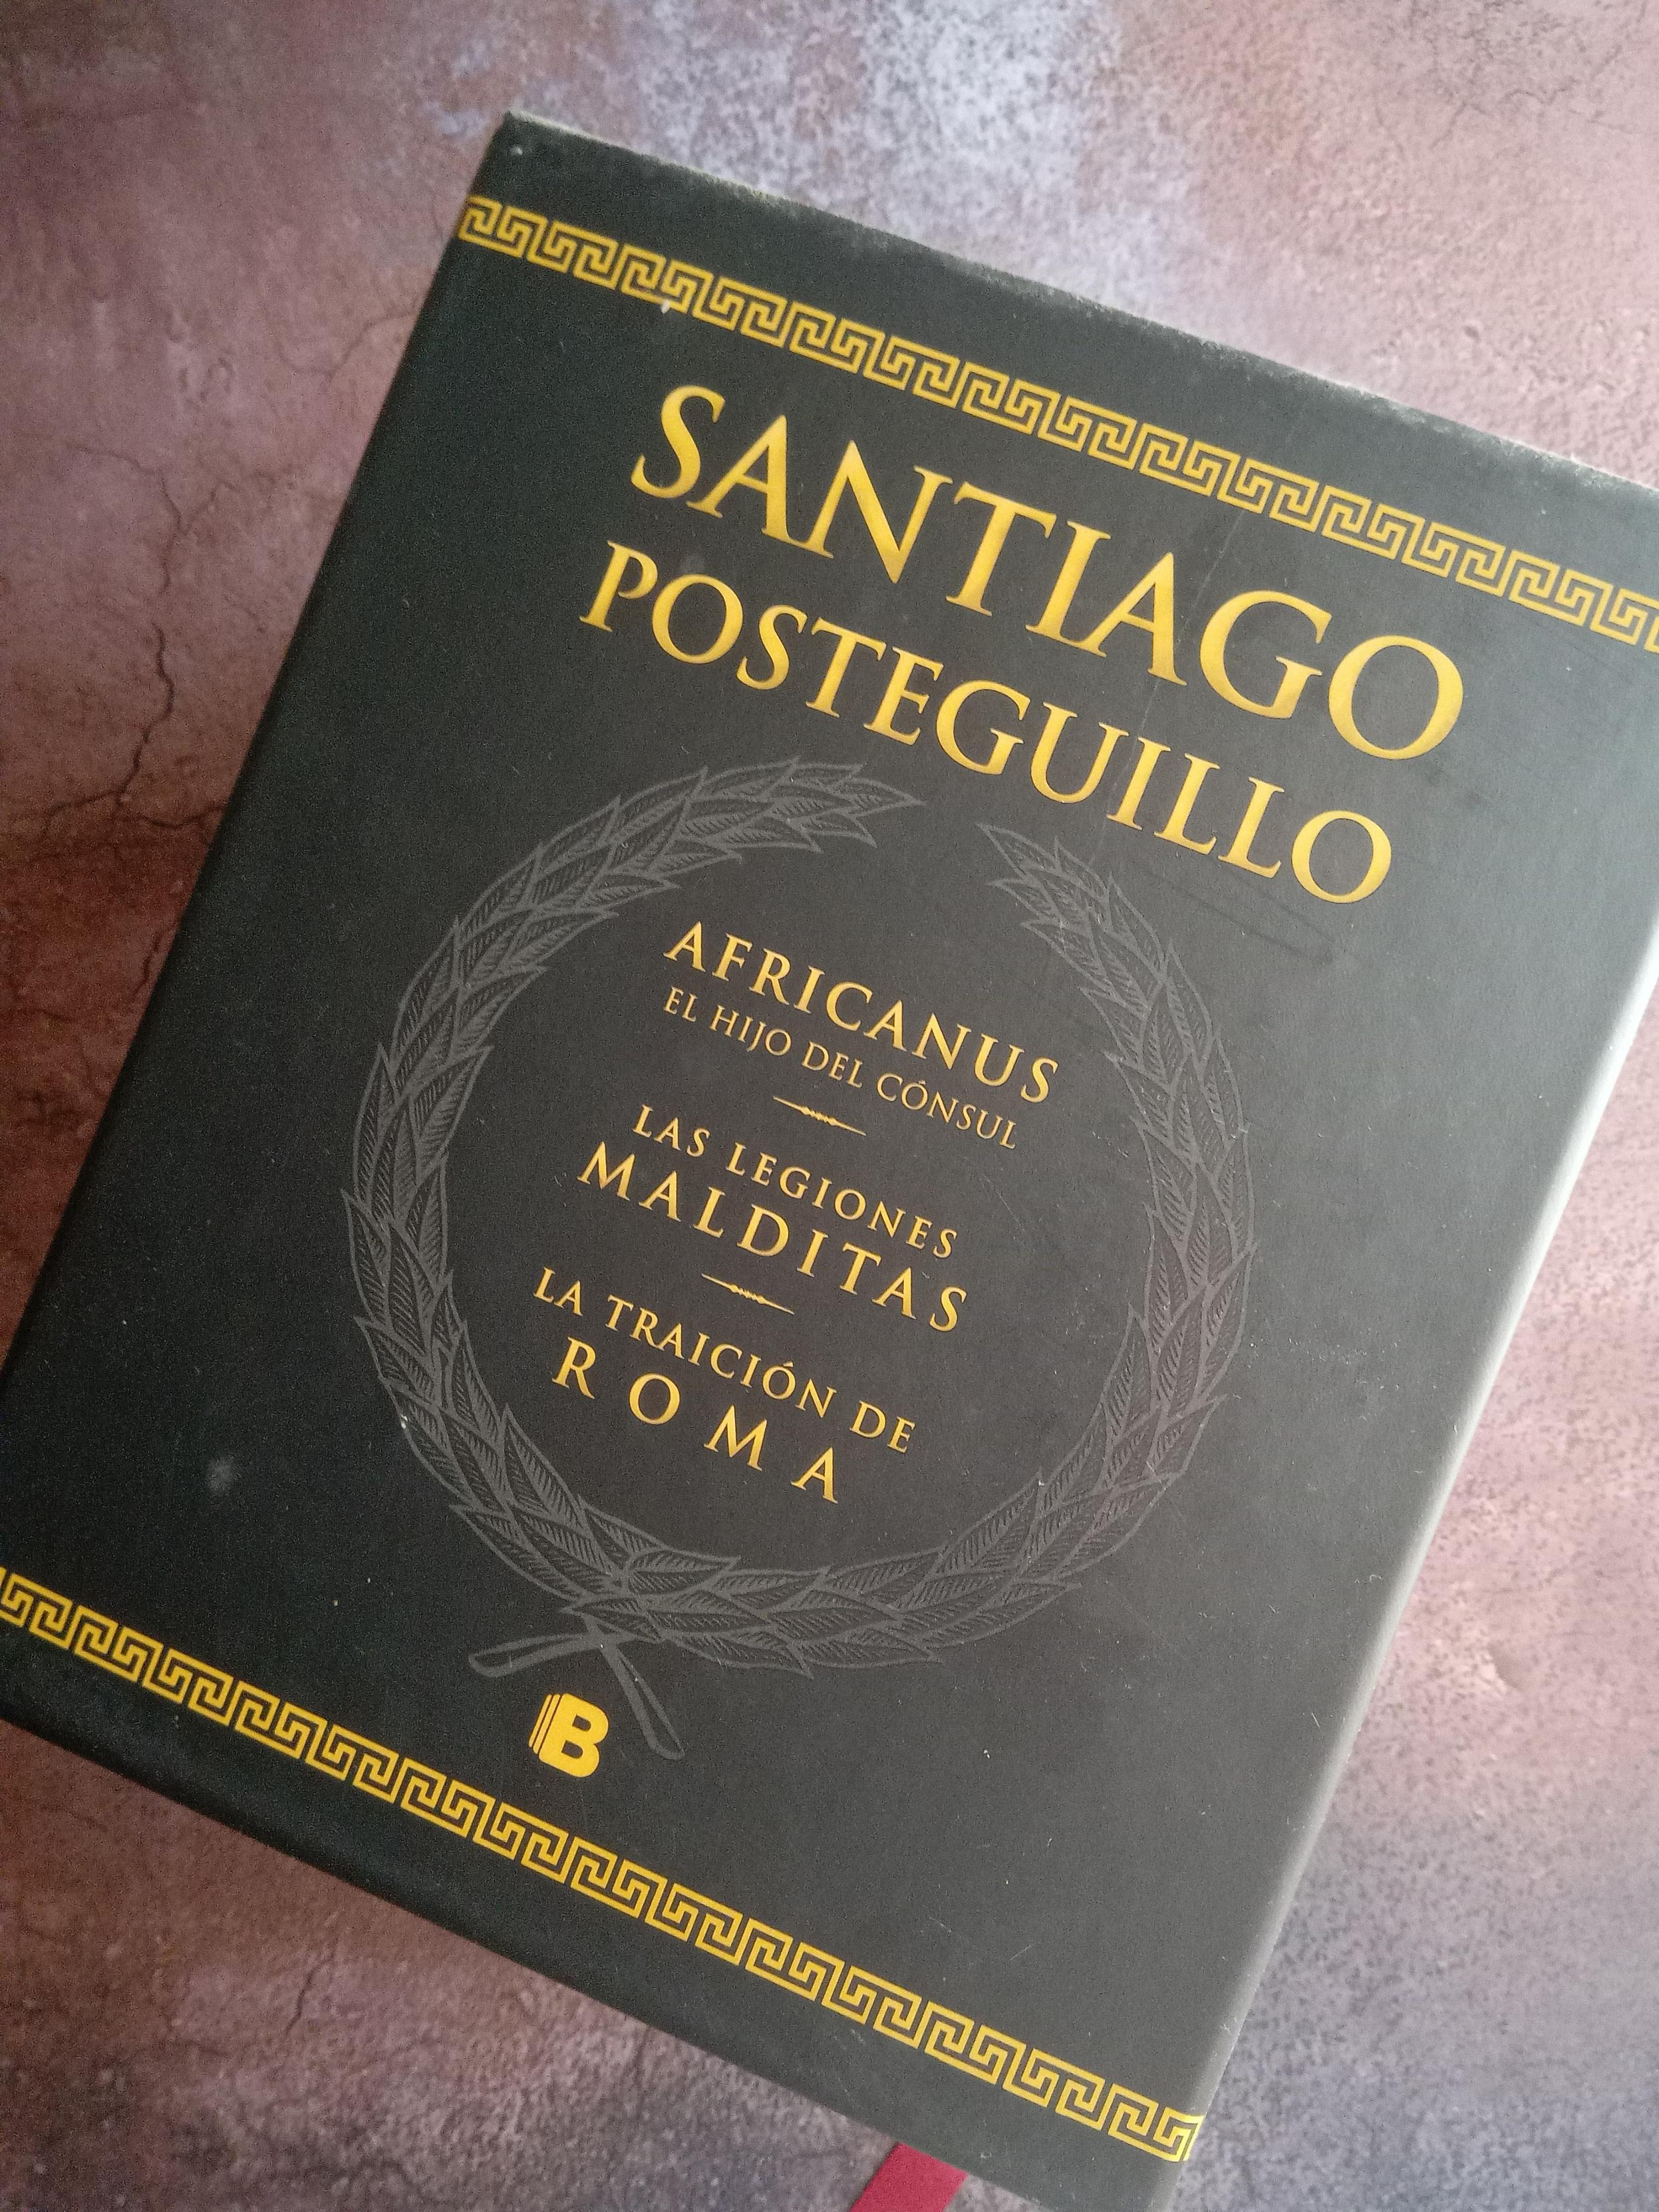 SANTIAGO
POSTEGUILLO
AFRICANUS
EL HIJO DEL CÓNSUL
LAS LEGIONES
MALDITAS
LA TRAICIÓN DE
ROMA
B